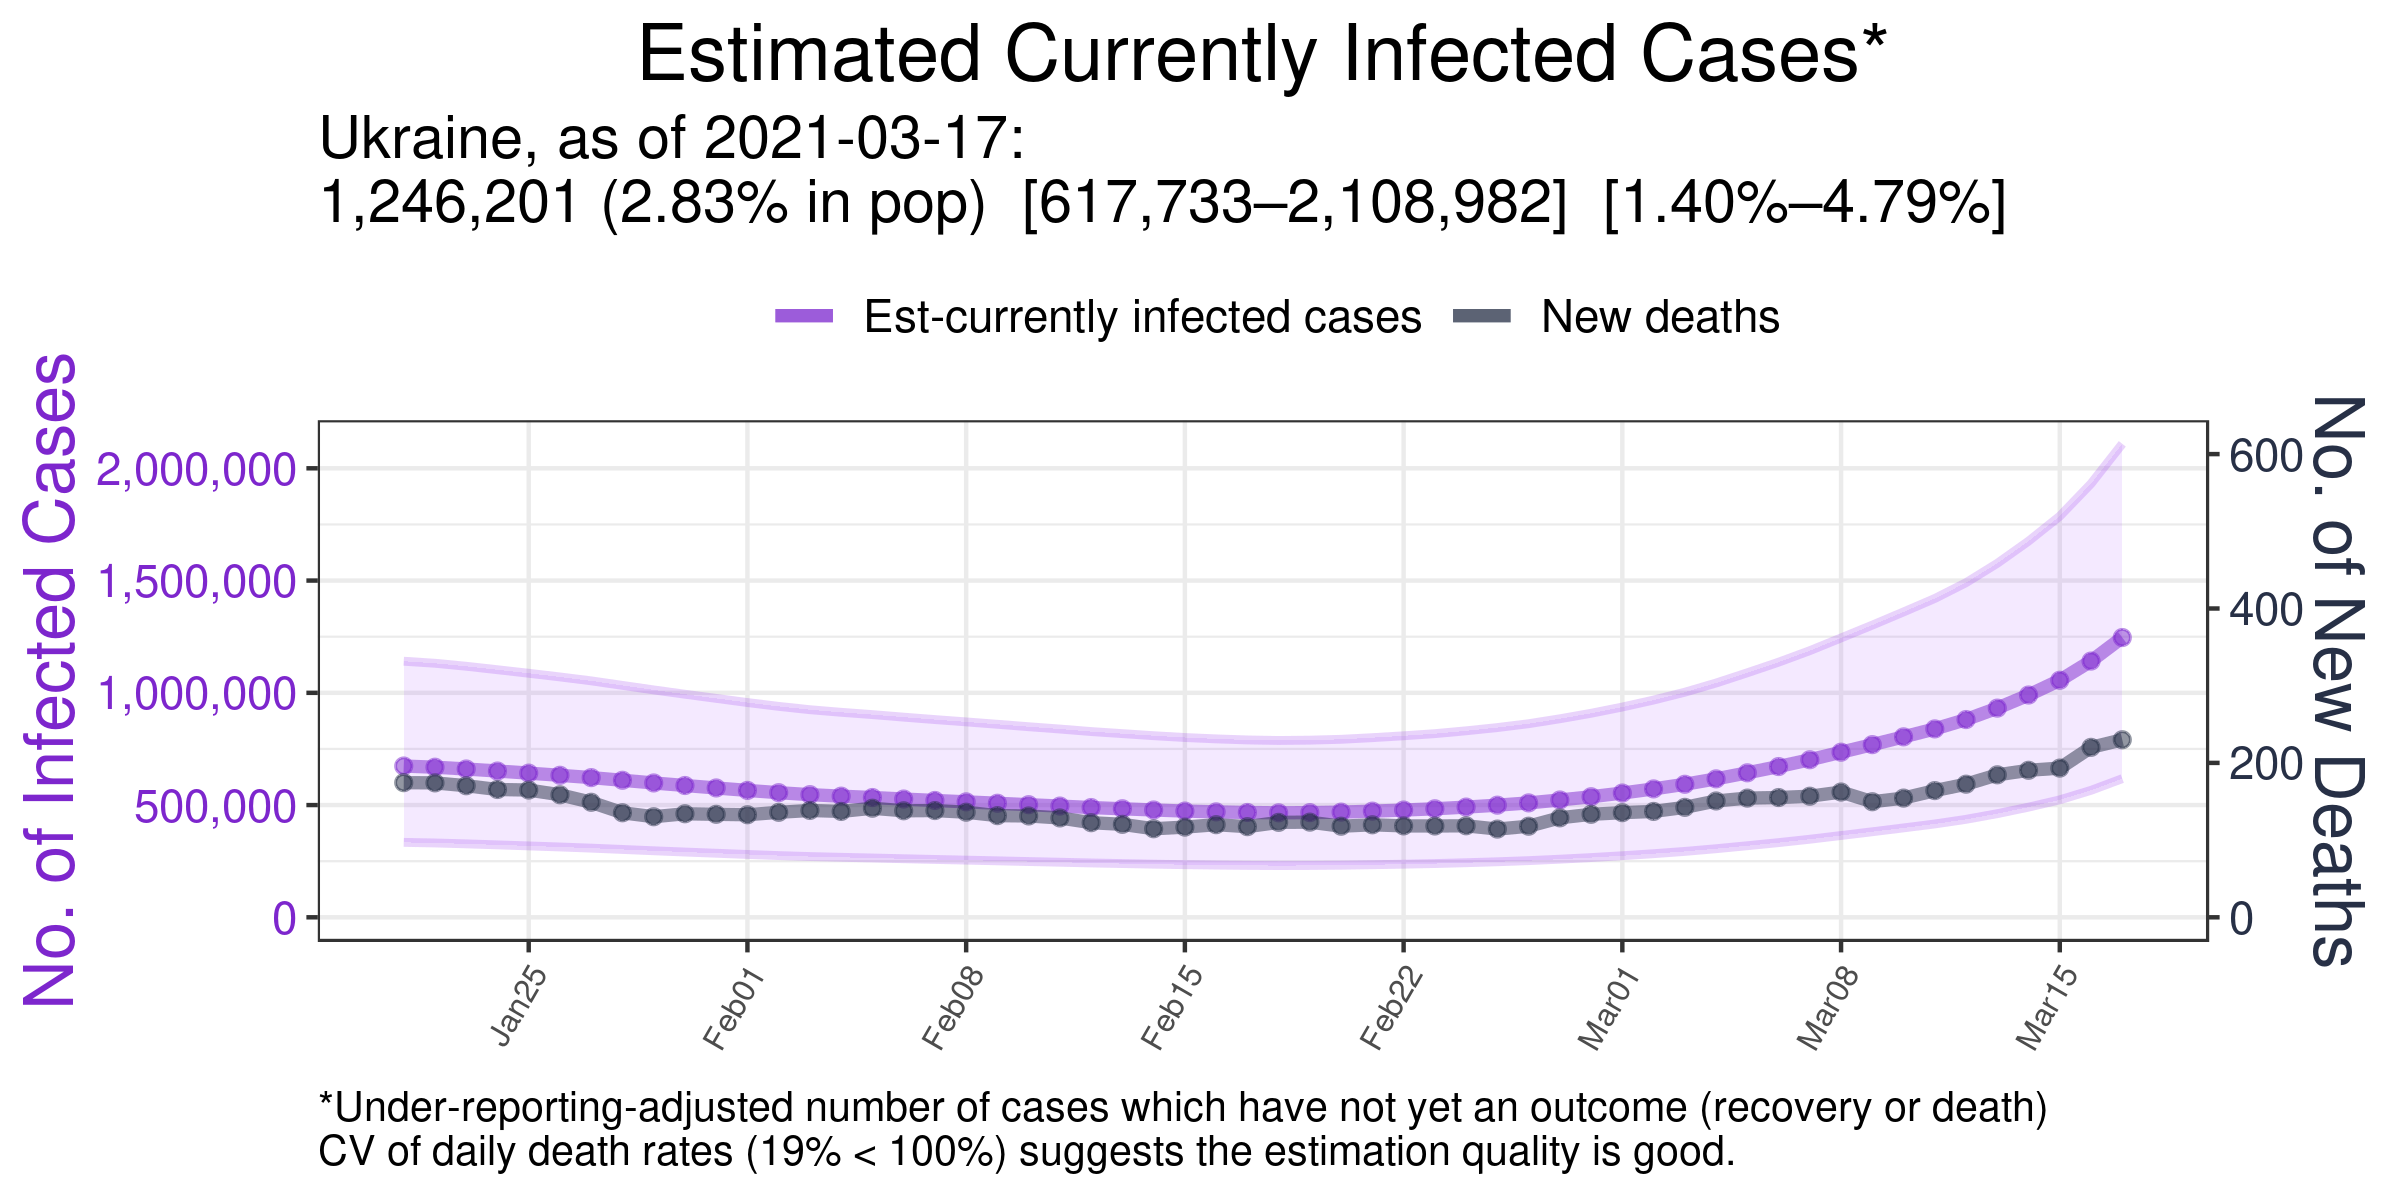 Estimated Currently Infected Cases*
Ukraine, as of 2021-03-17:
1,246,201 (2.83% in pop) [617,733–2,108,982] [1.40%–4.79%]
Est-currently infected cases New deaths
No. of Infected Cases
2,000,000
1,500,000
1,000,000
500,000
0
600
400
200
0
No. of New Deaths
Jan25 Feb01 Feb08 Feb15 Feb22 Mar01 Mar08 Mar15
*Under-reporting-adjusted number of cases which have not yet an outcome (recovery or death)
CV of daily death rates (19% < 100%) suggests the estimation quality is good.